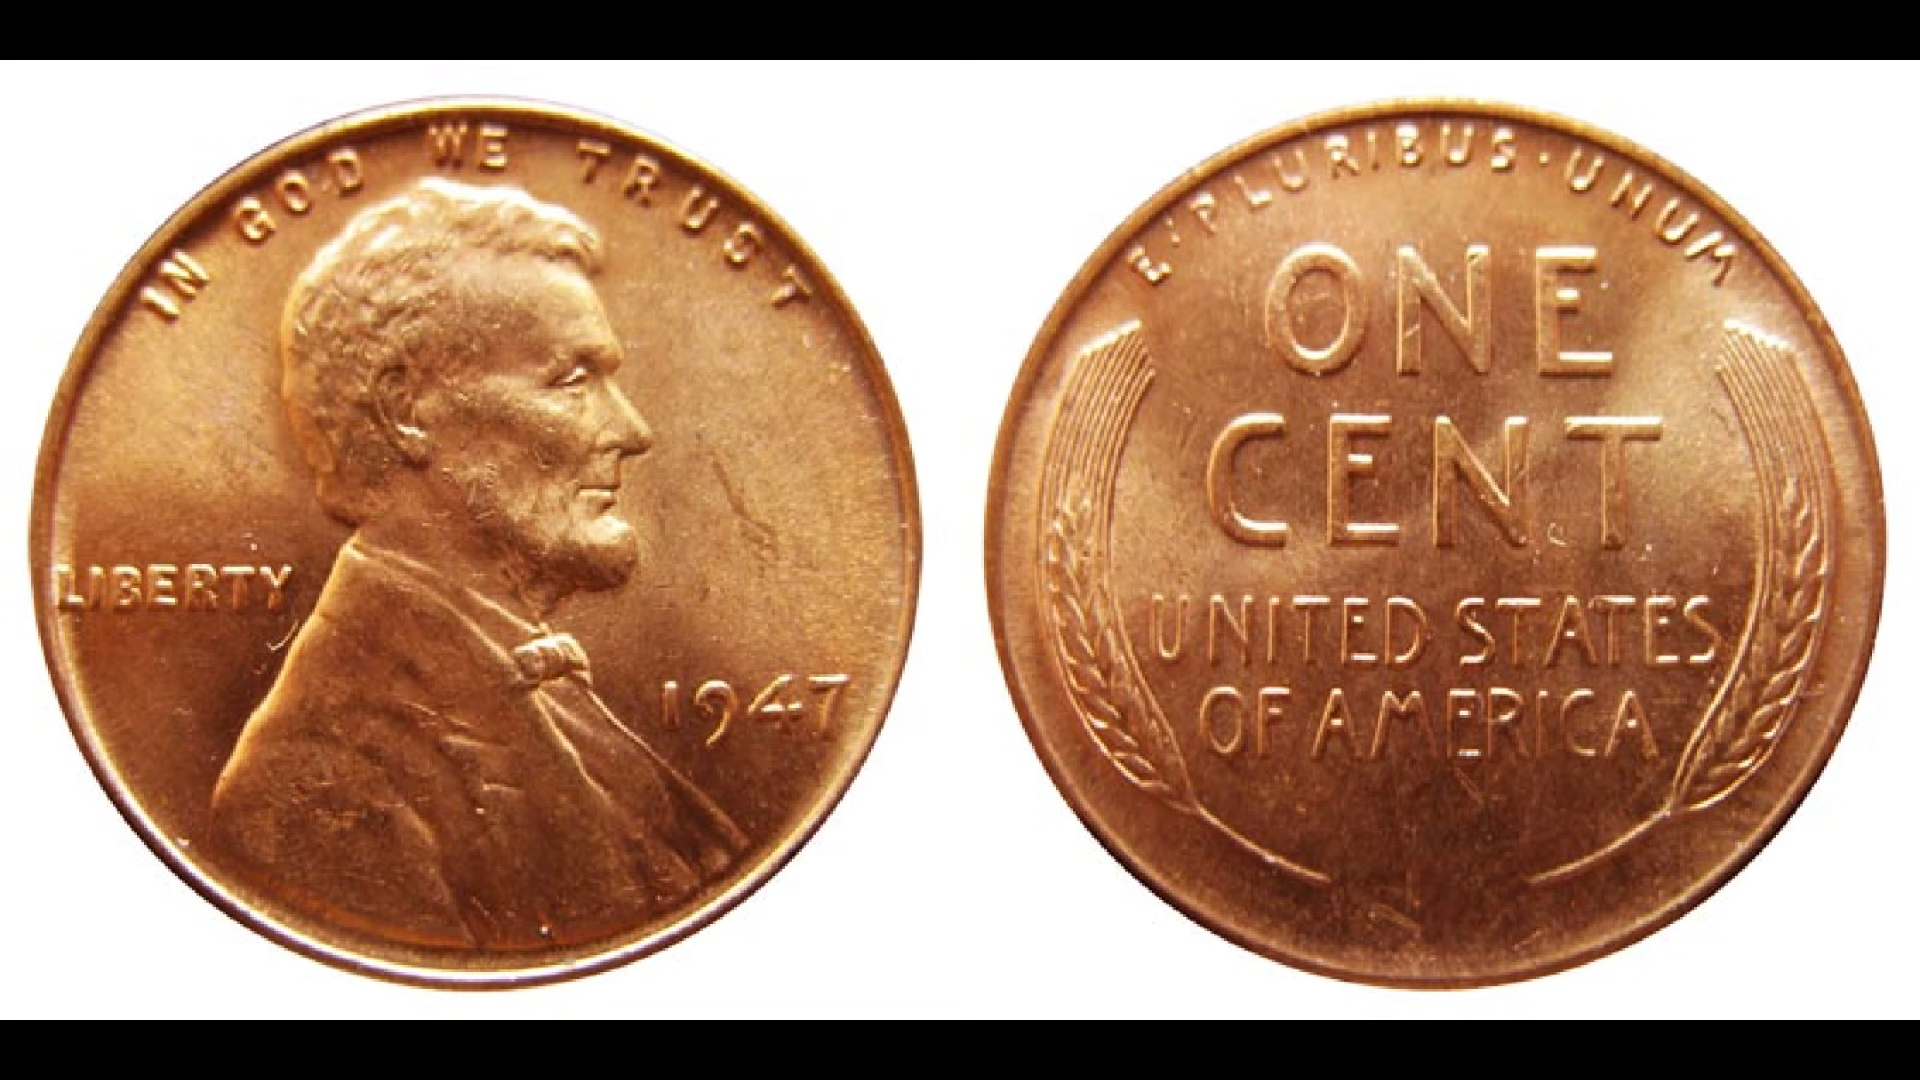 IN GOD WE TRUST
LIBERTY
1947
E·PLURIBUS·UNUM
ONE
CENT
UNITED STATES
OF AMERICA